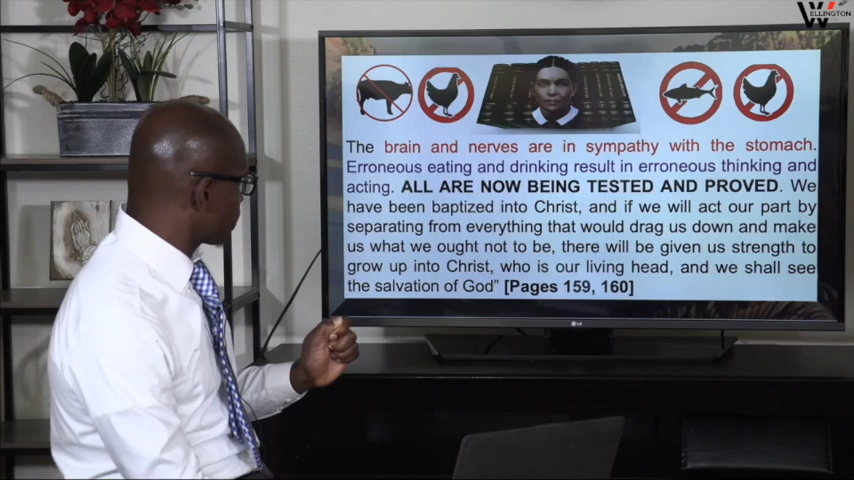 WELLINGTON
The brain and nerves are in sympathy with the stomach.
Erroneous eating and drinking result in erroneous thinking and
acting. ALL ARE NOW BEING TESTED AND PROVED. We
have been baptized into Christ, and if we will act our part by
separating from everything that would drag us down and make
us what we ought not to be, there will be given us strength to
grow up into Christ, who is our living head, and we shall see
the salvation of God” [Pages 159, 160]
LG